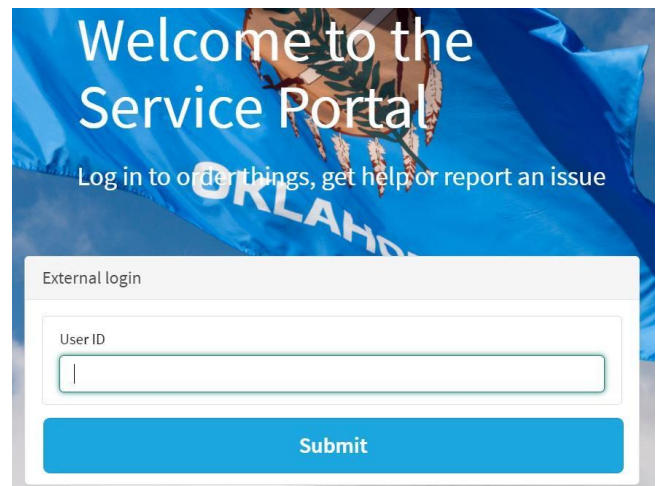 Welcome to the
Service Portal
Log in to order things, get help or report an issue
OKLAHO
External login
User ID
Submit